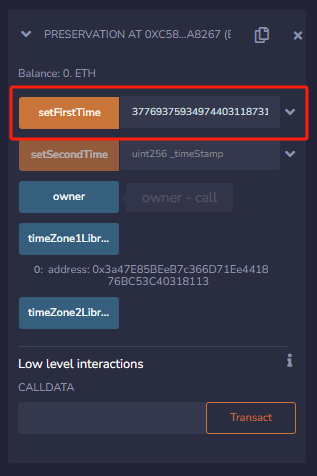 PRESERVATION AT 0XC58...A8267 (E
Balance: 0. ETH
setFirstTime 37769375934974403118731
setSecondTime uint256 _timeStamp
owner owner - call
timeZone1Libr...
0: address: 0x3a47E85BEeB7c366D71Ee4418
76BC53C40318113
timeZone2Libr...
Low level interactions
CALLDATA
Transact